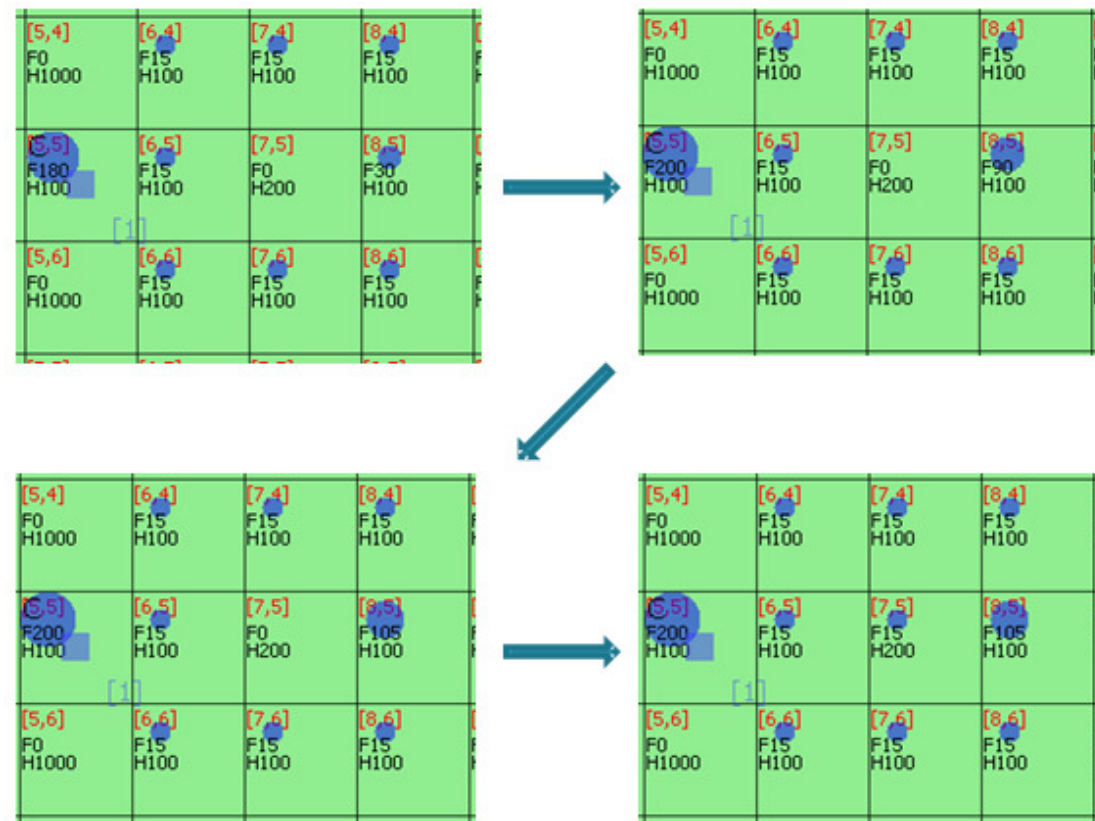 [5,4] [6,4] [7,4] [8,4]
F0 F15 F15 F15
H1000 H100 H100 H100
[5,5] [6,5] [7,5] [8,5]
F180 F15 F0 F30
H100 H100 H200 H100
[1]
[5,6] [6,6] [7,6] [8,6]
F0 F15 F15 F15
H1000 H100 H100 H100
[5,4] [6,4] [7,4] [8,4]
F0 F15 F15 F15
H1000 H100 H100 H100
[5,5] [6,5] [7,5] [8,5]
F200 F15 F0 F90
H100 H100 H200 H100
[1]
[5,6] [6,6] [7,6] [8,6]
F0 F15 F15 F15
H1000 H100 H100 H100
[5,4] [6,4] [7,4] [8,4]
F0 F15 F15 F15
H1000 H100 H100 H100
[5,5] [6,5] [7,5] [8,5]
F200 F15 F0 F105
H100 H100 H200 H100
[1]
[5,6] [6,6] [7,6] [8,6]
F0 F15 F15 F15
H1000 H100 H100 H100
[5,4] [6,4] [7,4] [8,4]
F0 F15 F15 F15
H1000 H100 H100 H100
[5,5] [6,5] [7,5] [8,5]
F200 F15 F15 F105
H100 H100 H200 H100
[1]
[5,6] [6,6] [7,6] [8,6]
F0 F15 F15 F15
H1000 H100 H100 H100